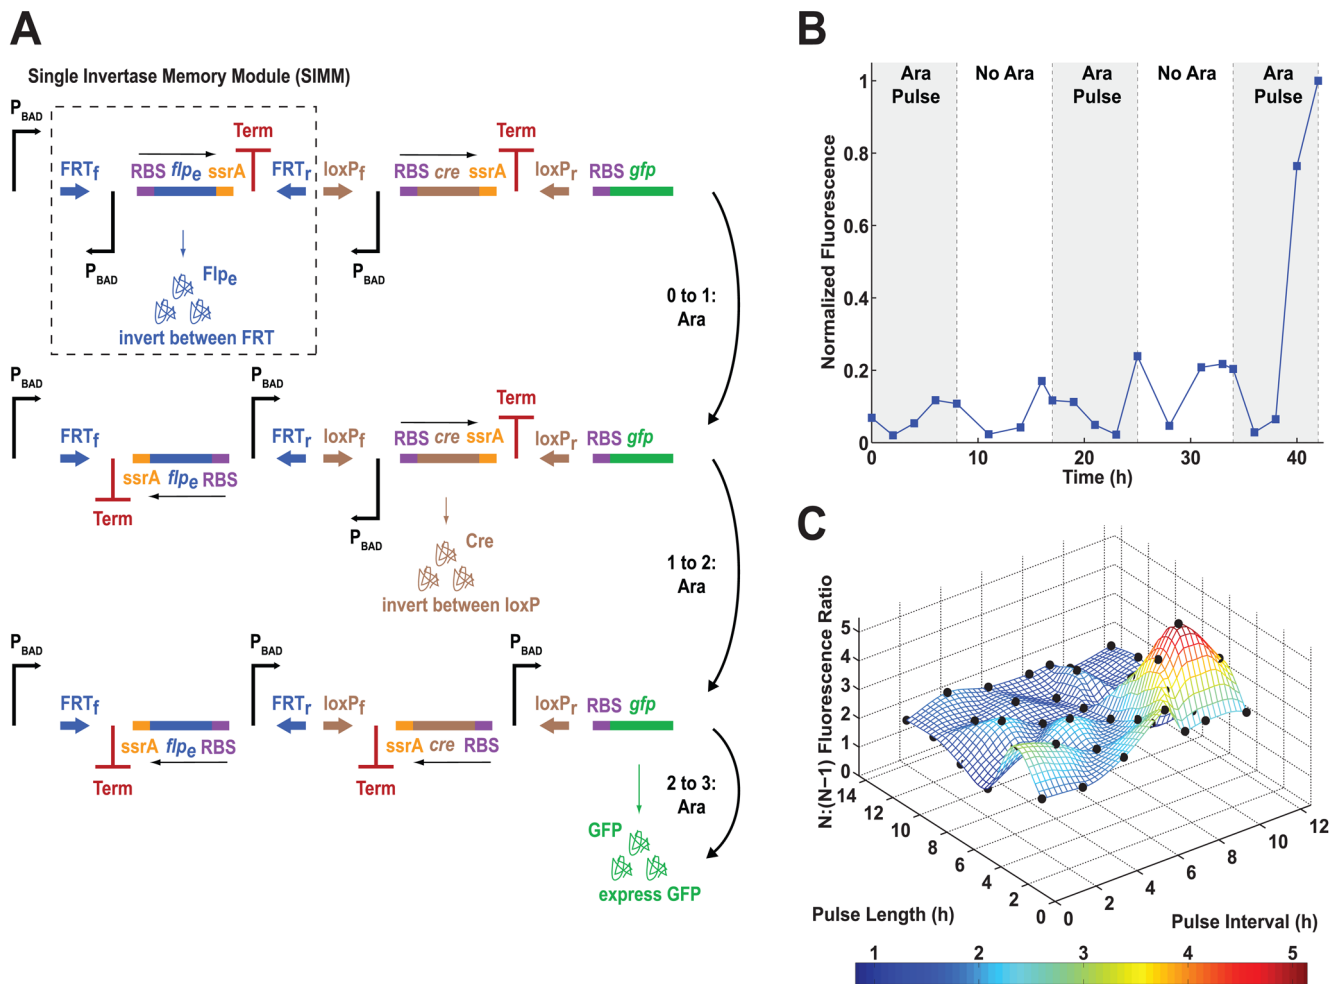 A
Single Invertase Memory Module (SIMM)
PBAD
Term
Term
FRTf
RBS flpe ssrA
FRTr
loxPf
RBS cre ssrA
loxPr
RBS gfp
PBAD
PBAD
Flpe
invert between FRT
0 to 1:
Ara
PBAD
PBAD
Term
FRTf
FRTr
loxPf
RBS cre ssrA
loxPr
RBS gfp
ssrA flpe RBS
Term
PBAD
Cre
invert between loxP
1 to 2:
Ara
PBAD
PBAD
PBAD
FRTf
FRTr
loxPf
loxPr
RBS gfp
ssrA flpe RBS
ssrA cre RBS
Term
Term
2 to 3:
Ara
GFP
express GFP
B
Ara
Pulse
No Ara
Ara
Pulse
No Ara
Ara
Pulse
Normalized Fluorescence
1
0.8
0.6
0.4
0.2
0
0 10 20 30 40
Time (h)
C
N:(N−1) Fluorescence Ratio
5
4
3
2
1
0
14
12
10
8
6
4
2
0
0
2
4
6
8
10
12
Pulse Length (h)
Pulse Interval (h)
1 2 3 4 5